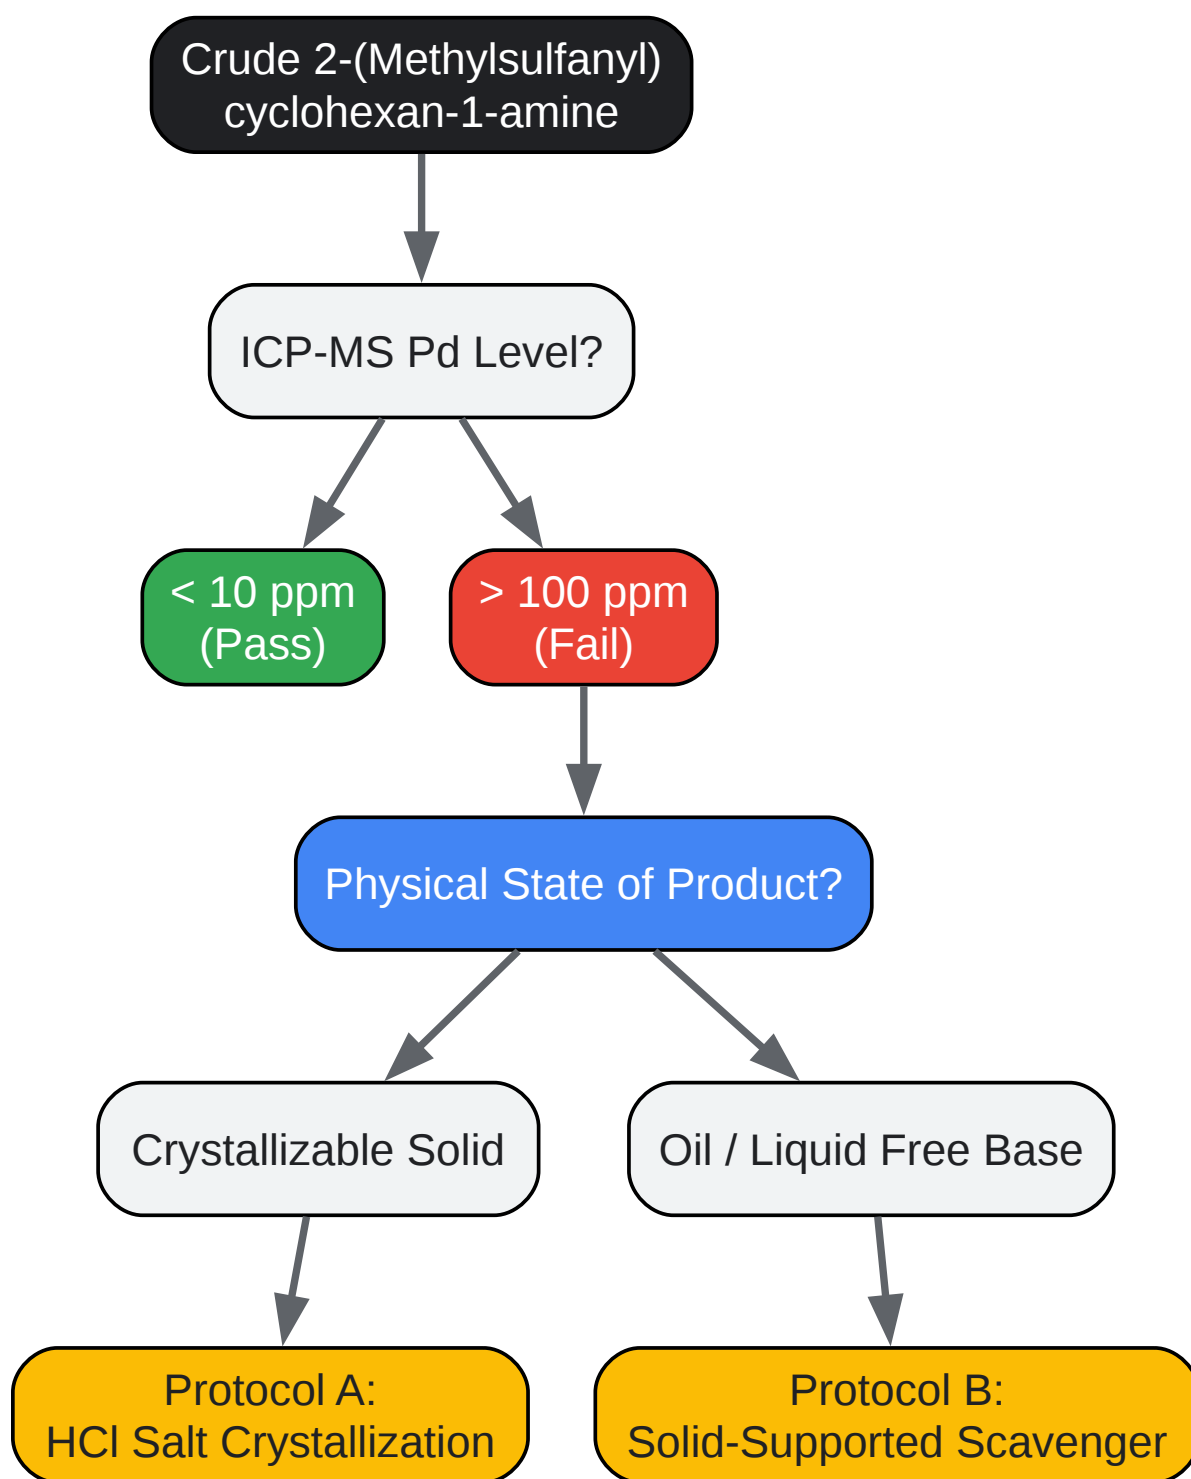 Crude 2-(Methylsulfanyl)
cyclohexan-1-amine
ICP-MS Pd Level?
< 10 ppm
(Pass)
> 100 ppm
(Fail)
Physical State of Product?
Crystallizable Solid
Oil / Liquid Free Base
Protocol A:
HCl Salt Crystallization
Protocol B:
Solid-Supported Scavenger